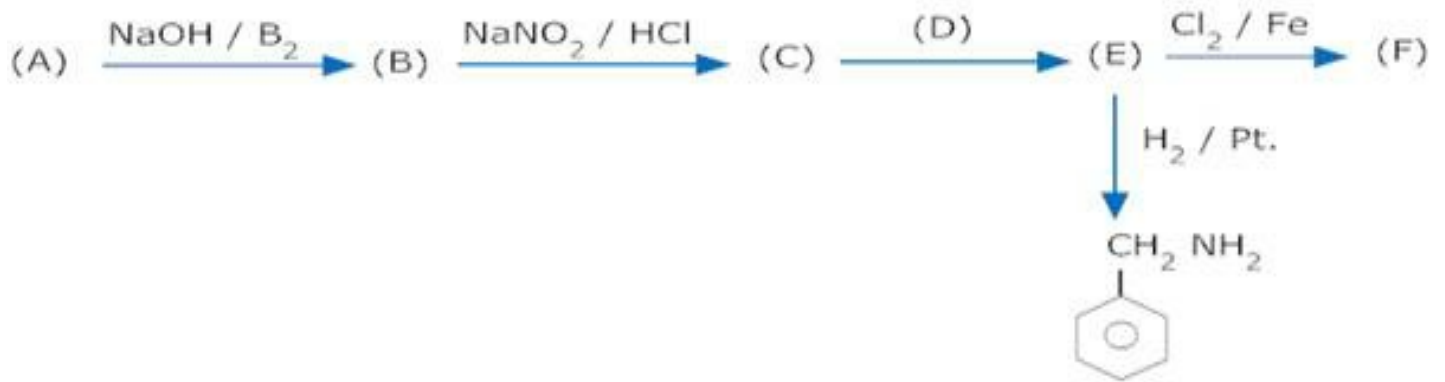 (A) NaOH / B₂ (B) NaNO₂ / HCl (C) (D) (E) Cl₂ / Fe (F)
H₂ / Pt.
CH₂ NH₂